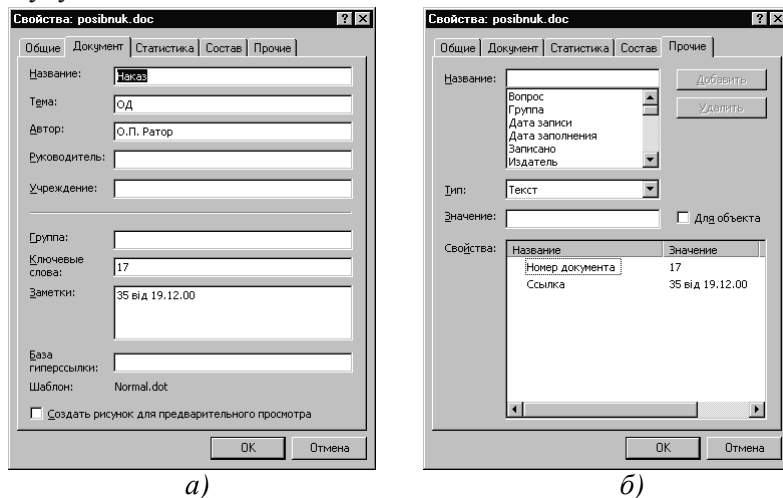 Свойства: posibnuk.doc
Общие Документ Статистика Состав Прочие
Название: Наказ
Тема: ОД
Автор: О.П. Ратор
Руководитель:
Учреждение:
Группа:
Ключевые
слова: 17
Заметки: 35 від 19.12.00
База
гиперссылки:
Шаблон: Normal.dot
Создать рисунок для предварительного просмотра
OK Отмена
а)
Свойства: posibnuk.doc
Общие Документ Статистика Состав Прочие
Название: Добавить
Вопрос
Группа Удалить
Дата записи
Дата заполнения
Записано
Издатель
Тип: Текст
Значение: Для объекта
Свойства: Название Значение
Номер документа 17
Ссылка 35 від 19.12.00
OK Отмена
б)